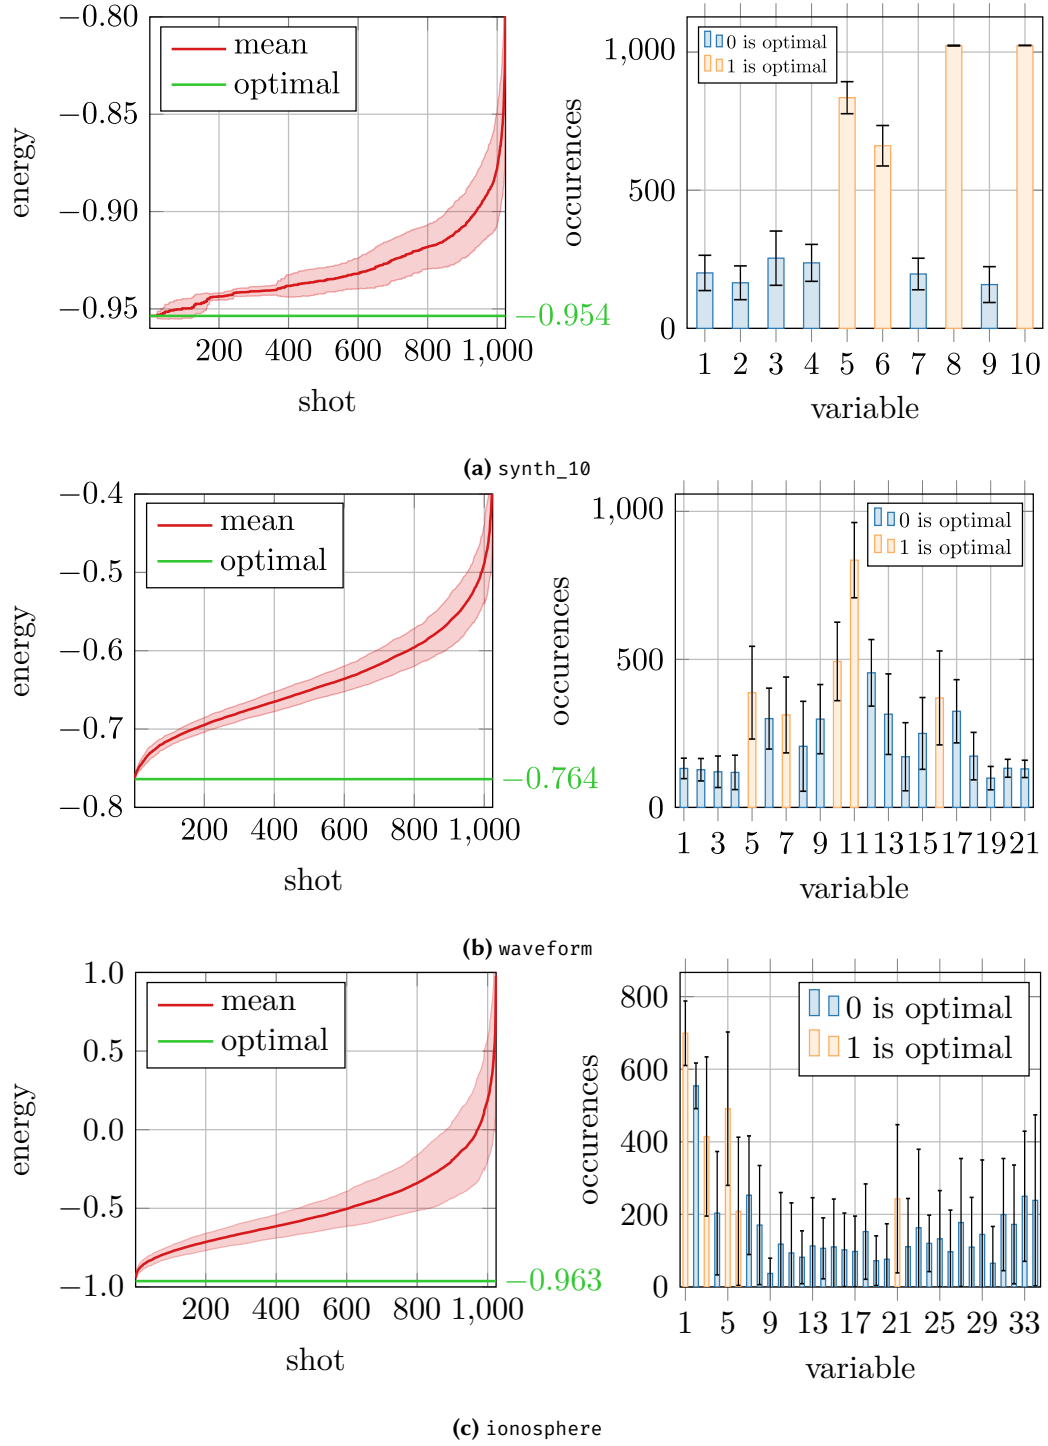 −0.80
−0.85
−0.90
−0.95
energy
mean
optimal
−0.954
200 400 600 800 1,000
shot
1,000
500
0
occurences
0 is optimal
1 is optimal
1 2 3 4 5 6 7 8 9 10
variable
(a) synth_10
−0.4
−0.5
−0.6
−0.7
−0.8
energy
mean
optimal
−0.764
200 400 600 800 1,000
shot
1,000
500
0
occurences
0 is optimal
1 is optimal
1 3 5 7 9 11 13 15 17 19 21
variable
(b) waveform
1.0
0.5
0.0
−0.5
−1.0
energy
mean
optimal
−0.963
200 400 600 800 1,000
shot
800
600
400
200
0
occurences
0 is optimal
1 is optimal
1 5 9 13 17 21 25 29 33
variable
(c) ionosphere